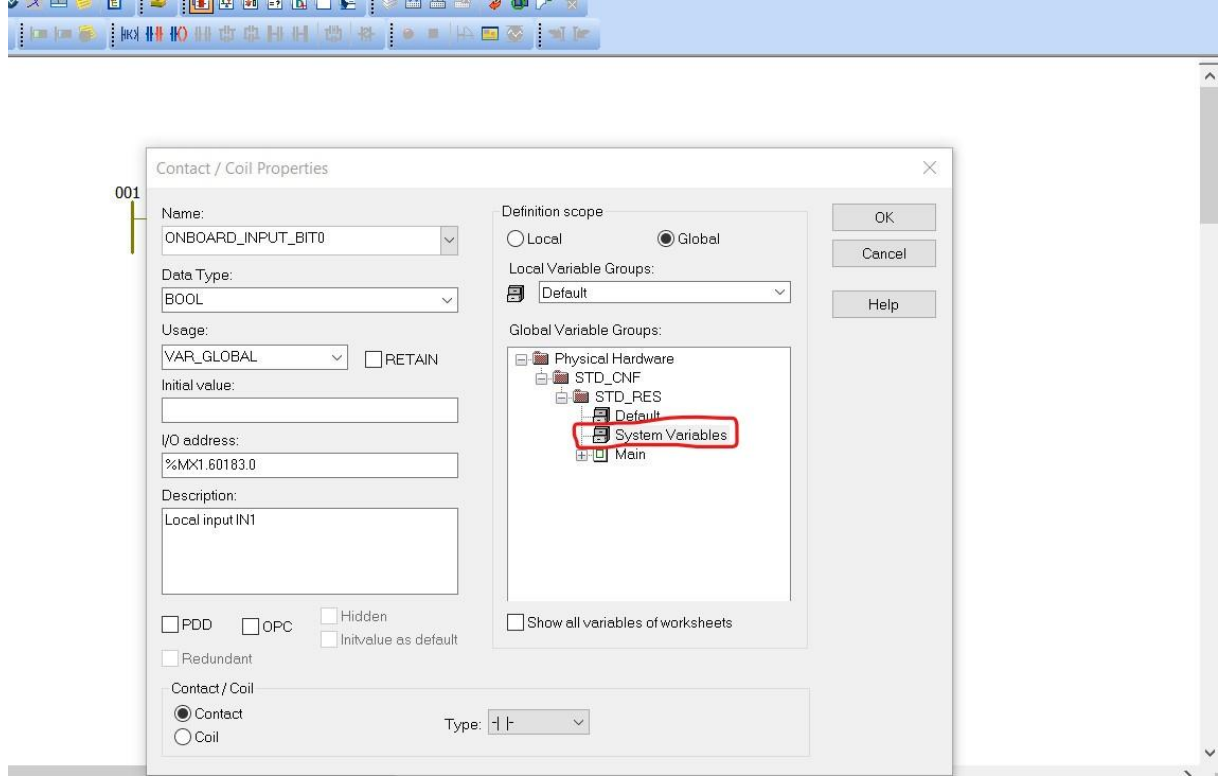 Contact / Coil Properties
001
Name:
ONBOARD_INPUT_BIT0
Data Type:
BOOL
Usage:
VAR_GLOBAL
RETAIN
Initial value:
I/O address:
%MX1.60183.0
Description:
Local input IN1
PDD
OPC
Hidden
Initvalue as default
Redundant
Contact / Coil
Contact
Coil
Type:
Definition scope
Local
Global
Local Variable Groups:
Default
Global Variable Groups:
Physical Hardware
STD_CNF
STD_RES
Default
System Variables
Main
Show all variables of worksheets
OK
Cancel
Help